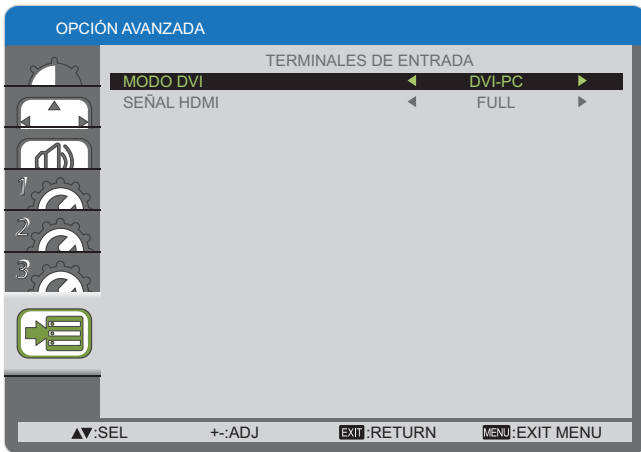 OPCIÓN AVANZADA
TERMINALES DE ENTRADA
MODO DVI DVI-PC
SEÑAL HDMI FULL
1
2
3
▲▼:SEL +-:ADJ EXIT:RETURN MENU:EXIT MENU